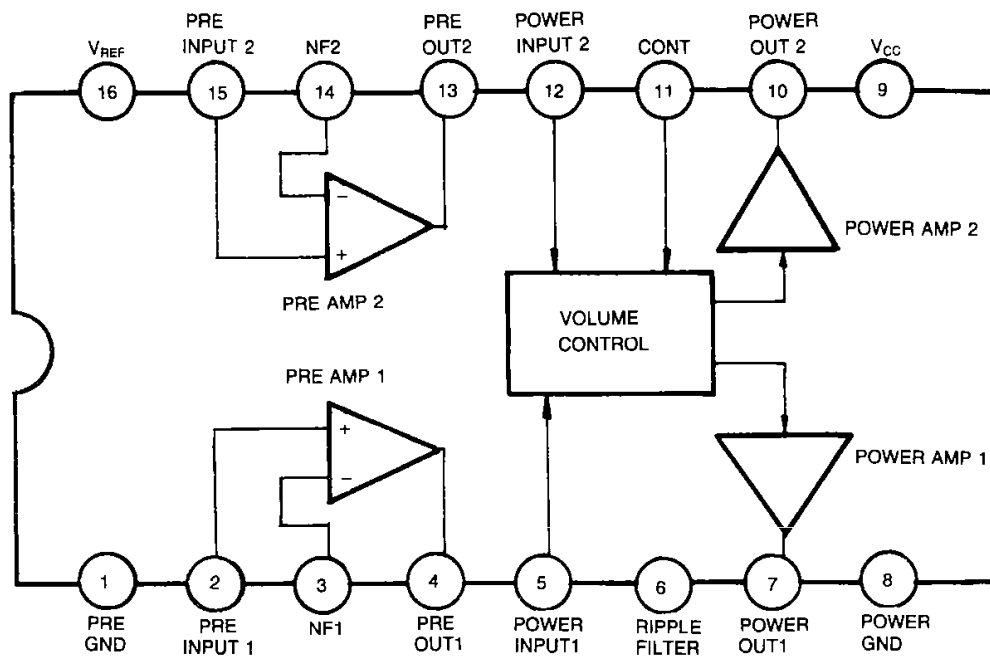 PRE
INPUT 2
PRE
OUT2
POWER
INPUT 2
POWER
OUT 2
VREF
NF2
CONT
VCC
16
15
14
13
12
11
10
9
−
+
PRE AMP 2
POWER AMP 2
VOLUME
CONTROL
PRE AMP 1
+
−
POWER AMP 1
1
2
3
4
5
6
7
8
PRE
GND
PRE
INPUT 1
NF1
PRE
OUT1
POWER
INPUT1
RIPPLE
FILTER
POWER
OUT1
POWER
GND